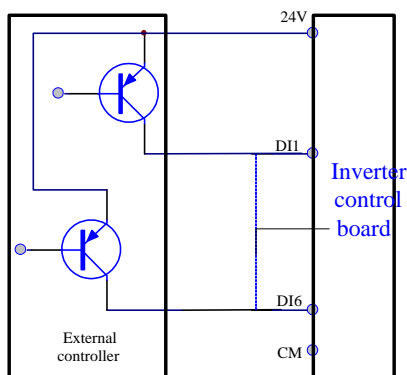 24V
DI1
Inverter
control
board
DI6
External
controller
CM